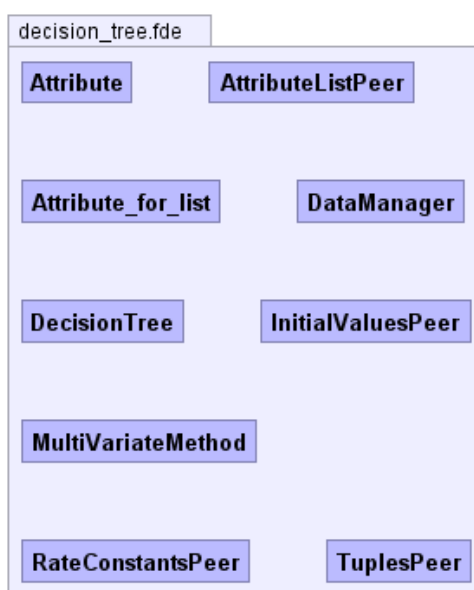 decision_tree.fde
Attribute AttributeListPeer
Attribute_for_list DataManager
DecisionTree InitialValuesPeer
MultiVariateMethod
RateConstantsPeer TuplesPeer